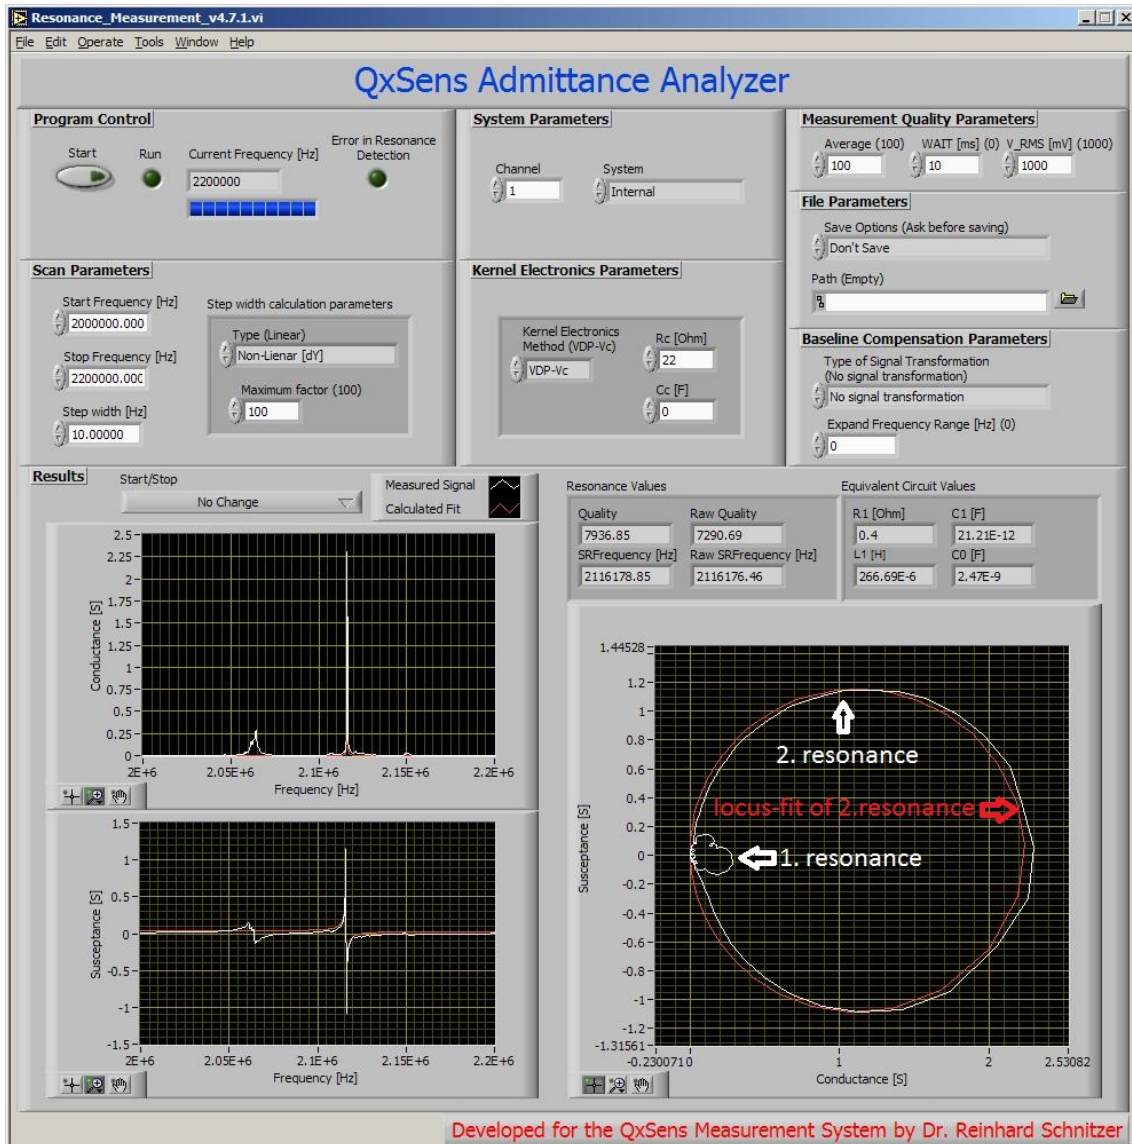 Resonance_Measurement_v4.7.1.vi
File Edit Operate Tools Window Help
QxSens Admittance Analyzer
Program Control
Start
Run
Current Frequency [Hz]
2200000
Error in Resonance
Detection
System Parameters
Channel
1
System
Internal
Measurement Quality Parameters
Average (100) WAIT [ms] (0) V_RMS [mV] (1000)
100 10 1000
File Parameters
Save Options (Ask before saving)
Don't Save
Path (Empty)
Scan Parameters
Start Frequency [Hz]
2000000.000
Stop Frequency [Hz]
2200000.000
Step width [Hz]
10.00000
Step width calculation parameters
Type (Linear)
Non-Lienar [dY]
Maximum factor (100)
100
Kernel Electronics Parameters
Kernel Electronics
Method (VDP-Vc)
VDP-Vc
Rc [Ohm]
22
Cc [F]
0
Baseline Compensation Parameters
Type of Signal Transformation
(No signal transformation)
No signal transformation
Expand Frequency Range [Hz] (0)
0
Results
Start/Stop
No Change
Measured Signal
Calculated Fit
Conductance [S]
2.5
2.25
2
1.75
1.5
1.25
1
0.75
0.5
0.25
0
2E+6 2.05E+6 2.1E+6 2.15E+6 2.2E+6
Frequency [Hz]
Susceptance [S]
1.5
1
0.5
0
-0.5
-1
-1.5
2E+6 2.05E+6 2.1E+6 2.15E+6 2.2E+6
Frequency [Hz]
Resonance Values
Quality Raw Quality
7936.85 7290.69
SRFrequency [Hz] Raw SRFrequency [Hz]
2116178.85 2116176.46
Equivalent Circuit Values
R1 [Ohm] C1 [F]
0.4 21.21E-12
L1 [H] C0 [F]
266.69E-6 2.47E-9
Susceptance [S]
1.44528
1.2
1
0.8
0.6
0.4
0.2
0
-0.2
-0.4
-0.6
-0.8
-1
-1.2
-1.31561
2. resonance
locus-fit of 2.resonance
1. resonance
-0.2300710 1 2 2.53082
Conductance [S]
Developed for the QxSens Measurement System by Dr. Reinhard Schnitzer